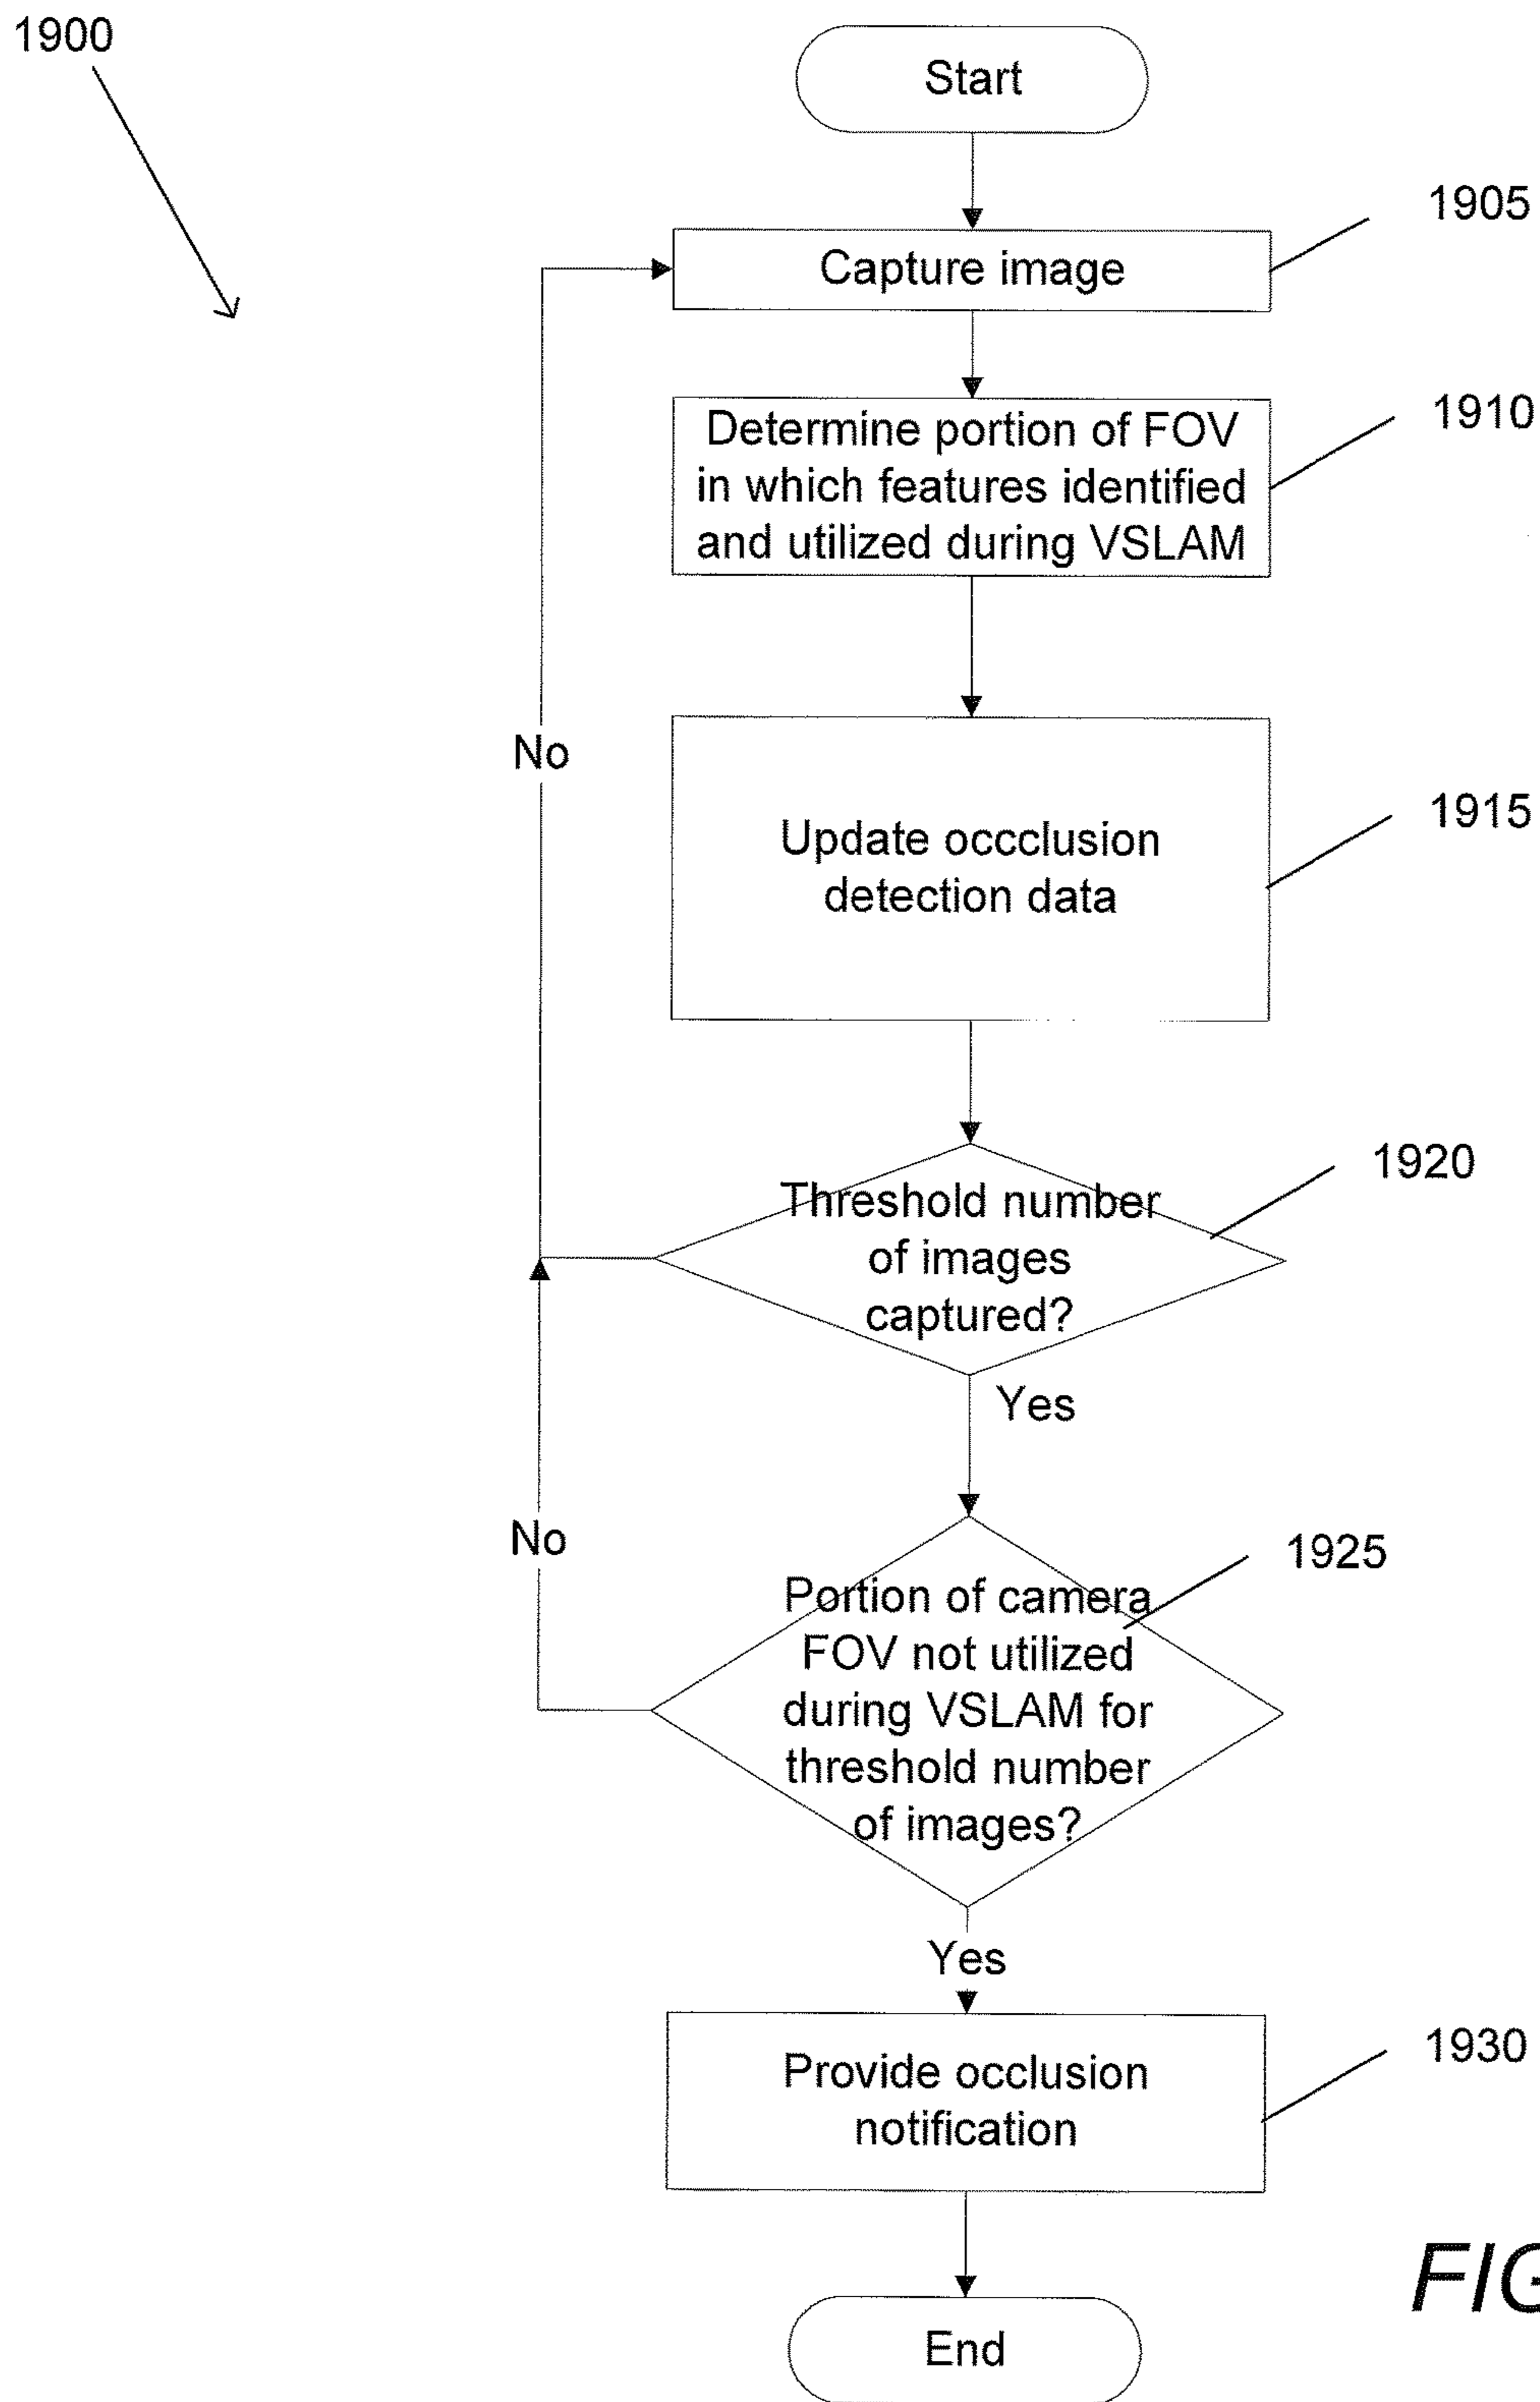 1900
Start
1905
Capture image
1910
Determine portion of FOV
in which features identified
and utilized during VSLAM
No
1915
Update occclusion
detection data
1920
Threshold number
of images
captured?
Yes
No
1925
Portion of camera
FOV not utilized
during VSLAM for
threshold number
of images?
Yes
1930
Provide occlusion
notification
End